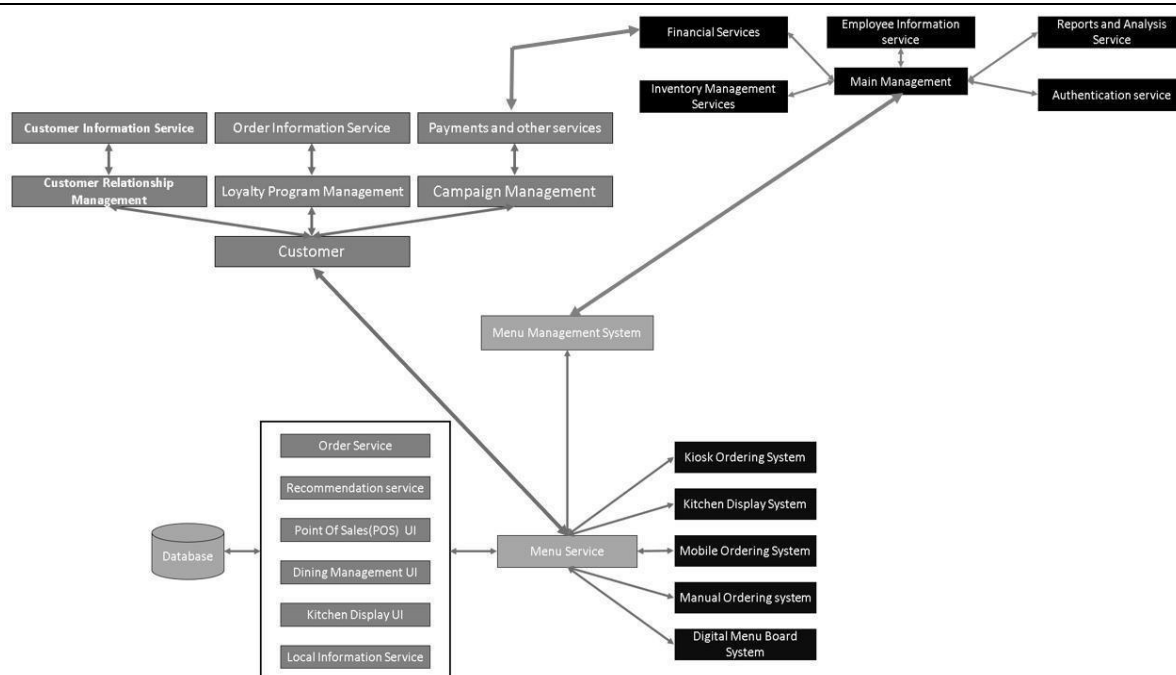 Financial Services
Employee Information
service
Reports and Analysis
Service
Main Management
Inventory Management
Services
Authentication service
Customer Information Service
Order Information Service
Payments and other services
Customer Relationship
Management
Loyalty Program Management
Campaign Management
Customer
Menu Management System
Order Service
Recommendation service
Point Of Sales(POS) UI
Dining Management UI
Kitchen Display UI
Local Information Service
Database
Menu Service
Kiosk Ordering System
Kitchen Display System
Mobile Ordering System
Manual Ordering system
Digital Menu Board
System